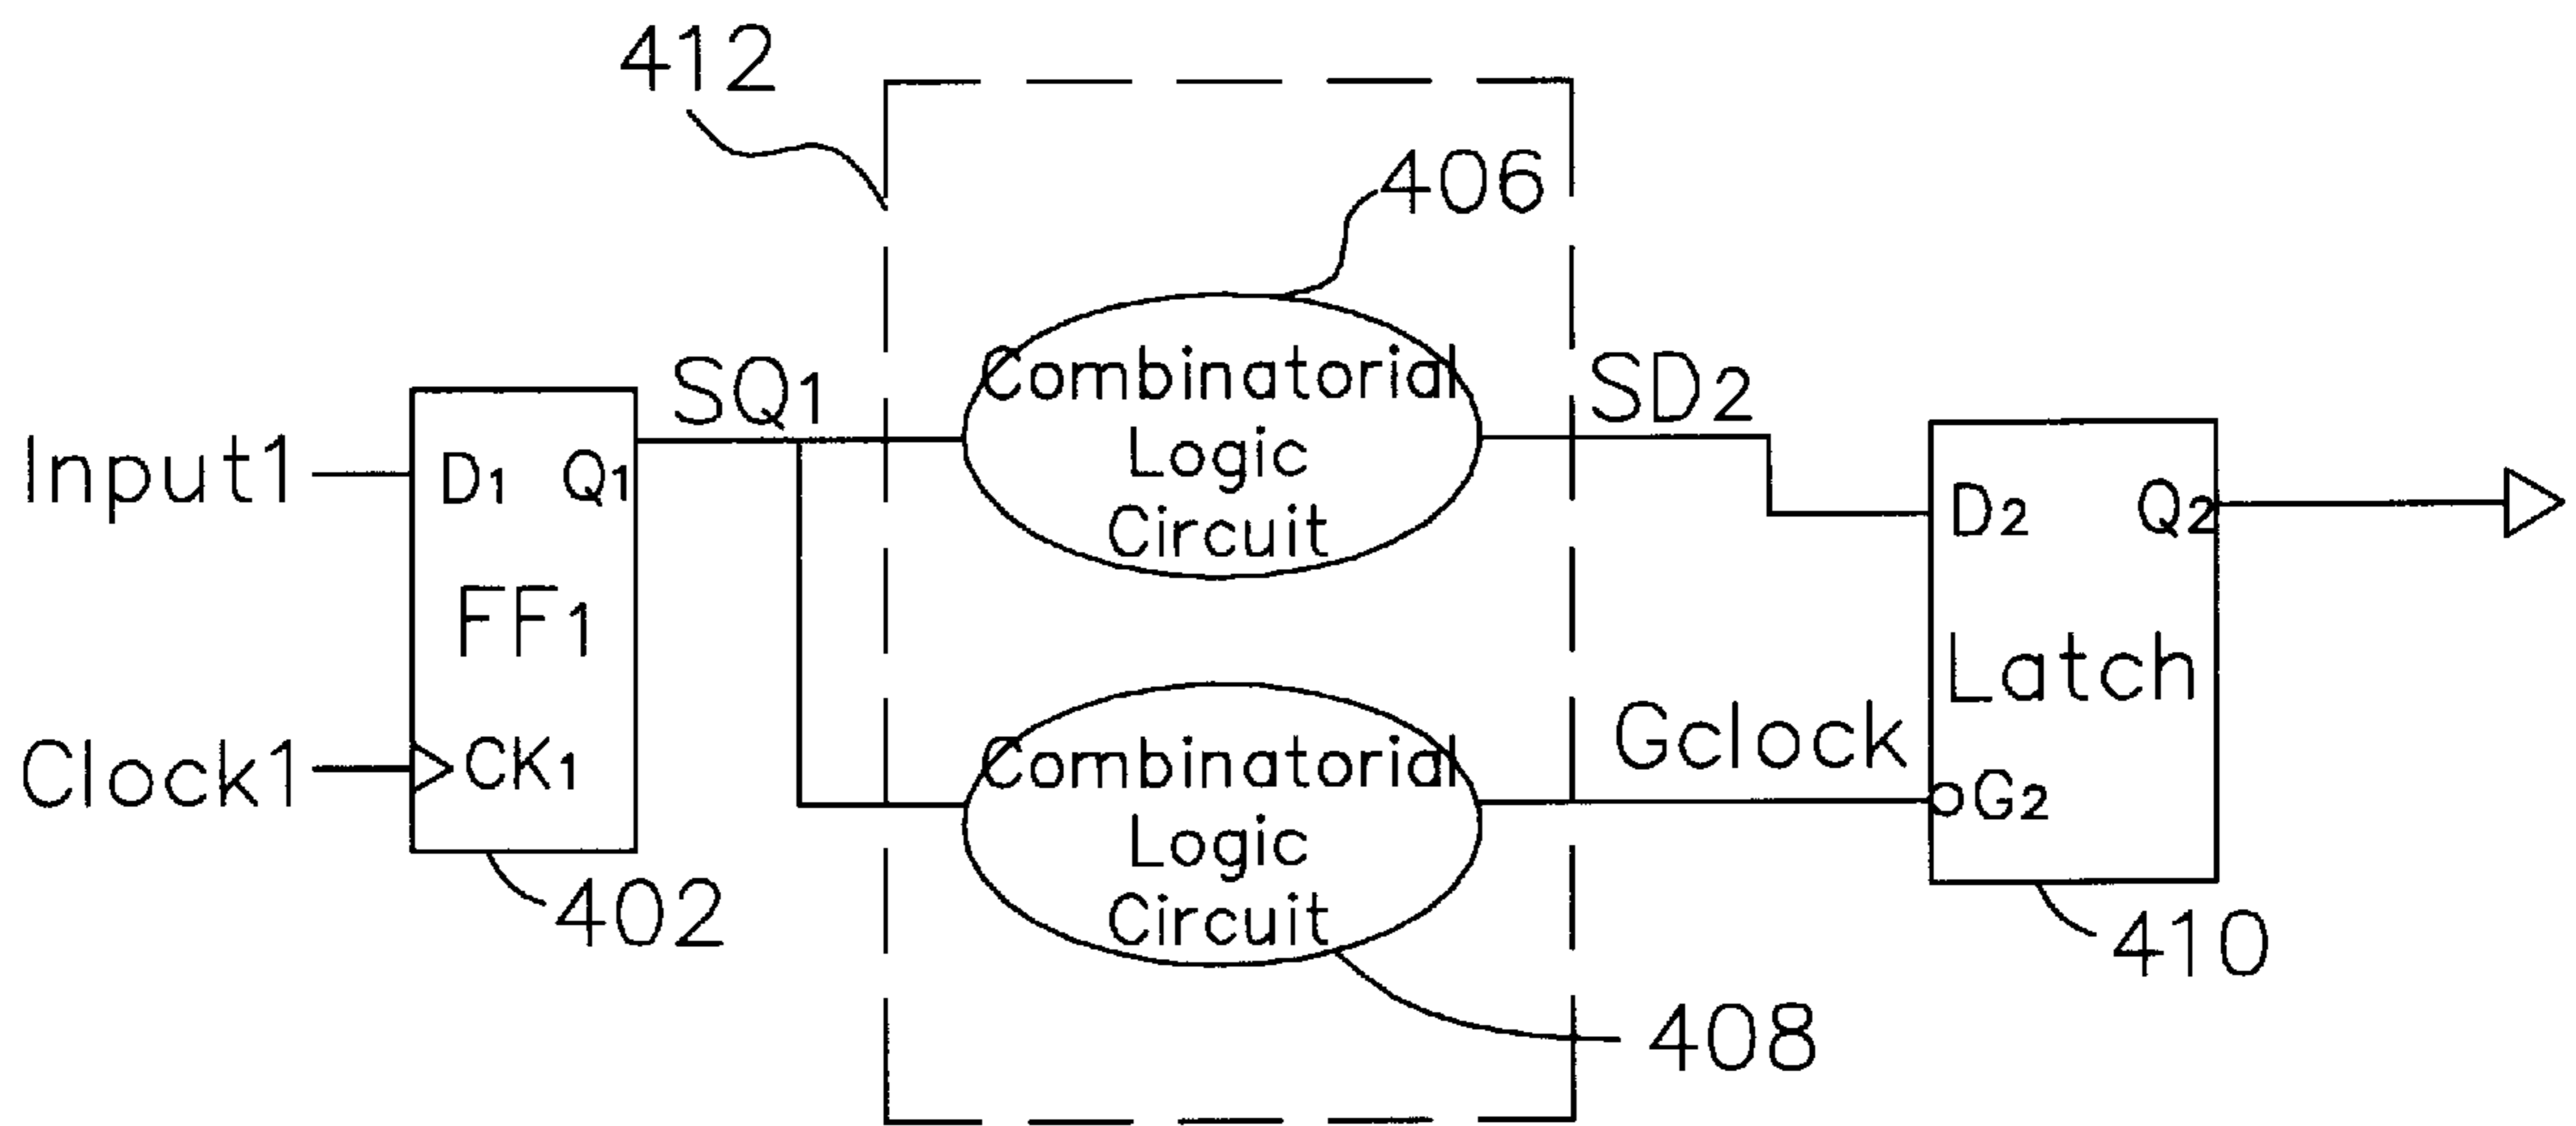 412
406
Combinatorial
Logic
Circuit
SQ1
SD2
Input1
D1 Q1
FF1
Clock1
CK1
402
Combinatorial
Logic
Circuit
408
Gclock
D2 Q2
Latch
G2
410